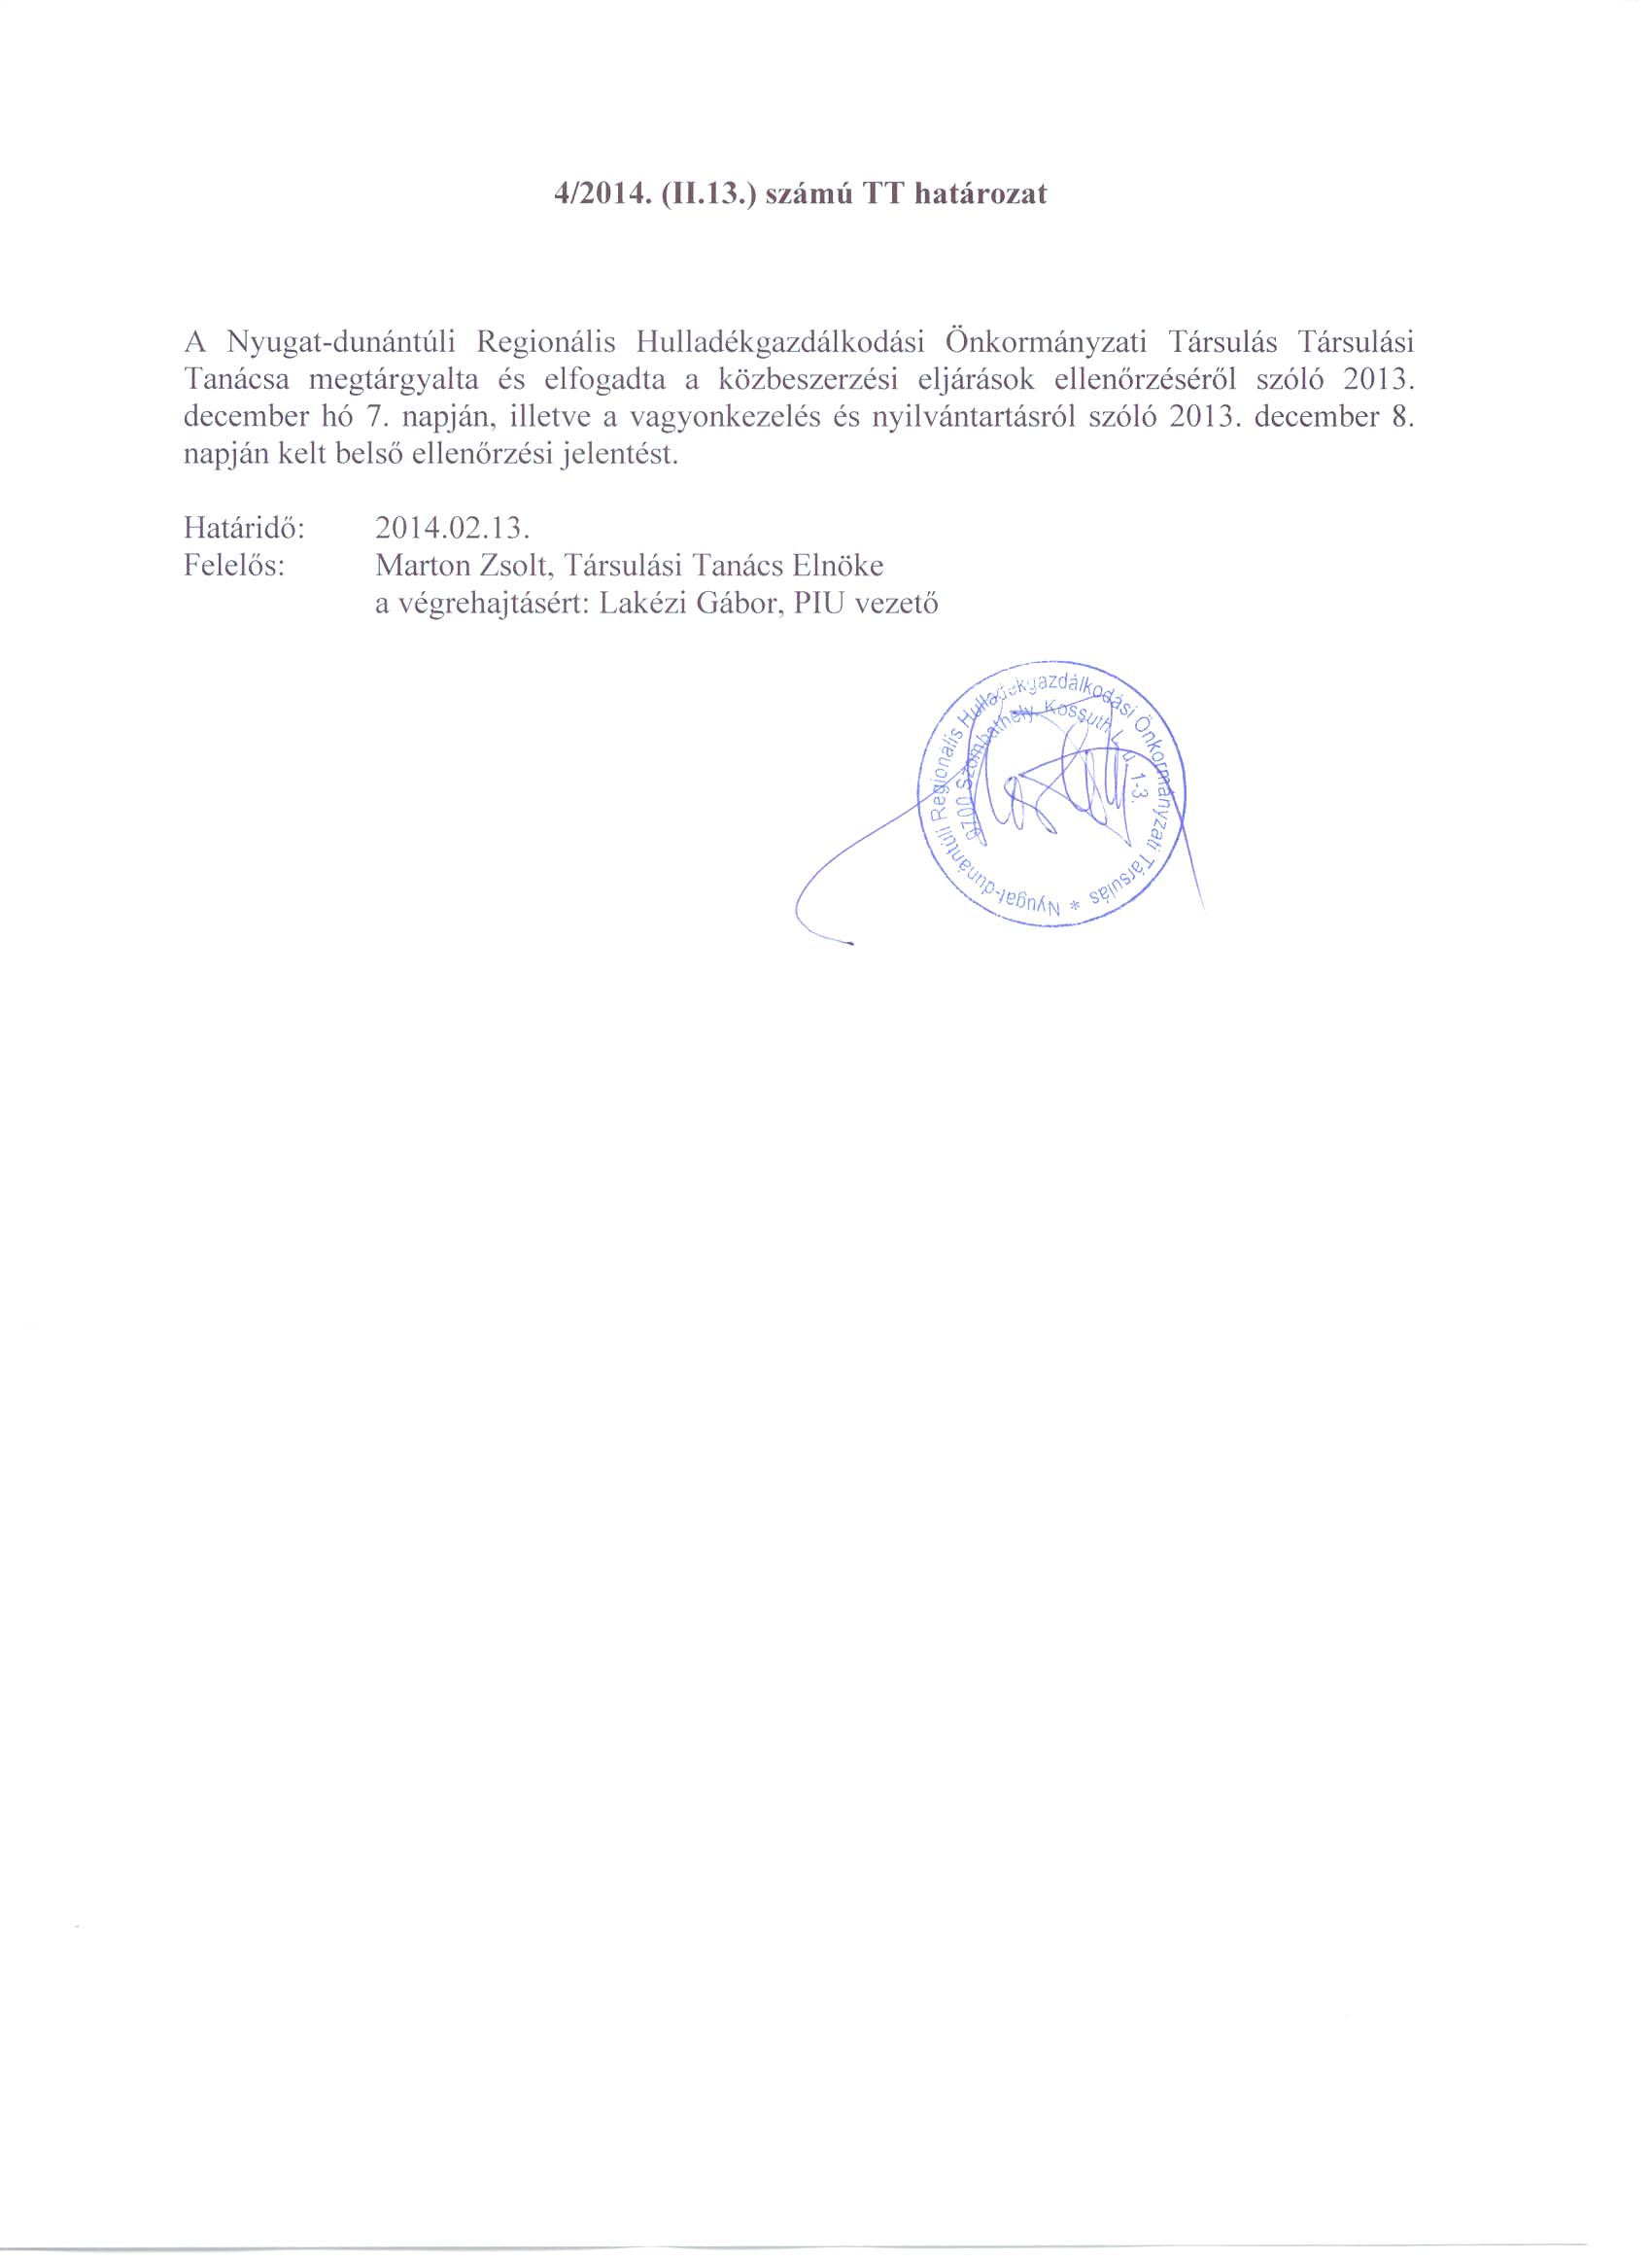 4/2014. (II.13.) számú TT határozat
A Nyugat-dunántúli Regionális Hulladékgazdálkodási Önkormányzati Társulás Társulási
Tanácsa megtárgyalta és elfogadta a közbeszerzési eljárások ellenőrzéséről szóló 2013.
december hó 7. napján, illetve a vagyonkezelés és nyilvántartásról szóló 2013. december 8.
napján kelt belső ellenőrzési jelentést.
Határidő: 2014.02.13.
Felelős: Marton Zsolt, Társulási Tanács Elnöke
a végrehajtásért: Lakézi Gábor, PIU vezető
Nyugat-dunántúli Regionális Hulladékgazdálkodási Önkormányzati Társulás *
9700 Szombathely, Kossuth L. u. 1-3.